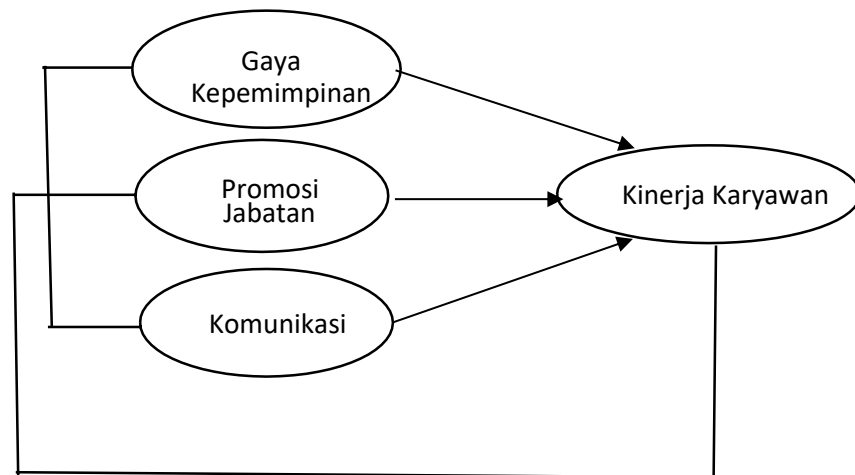 Gaya
Kepemimpinan
Promosi
Jabatan
Komunikasi
Kinerja Karyawan